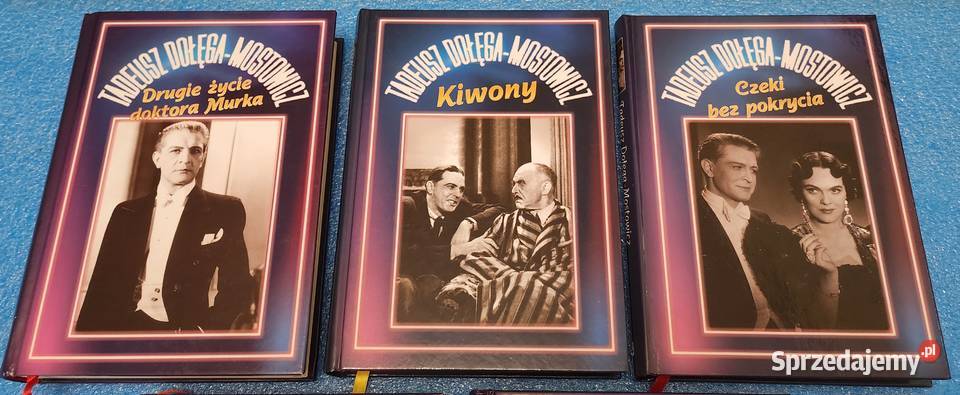 TADEUSZ DOŁĘGA-MOSTOWICZ
Drugie życie
doktora Murka
TADEUSZ DOŁĘGA-MOSTOWICZ
Kiwony
TADEUSZ DOŁĘGA-MOSTOWICZ
Czeki
bez pokrycia
Tadeusz Dołęga-Mostowicz
Sprzedajemy.pl